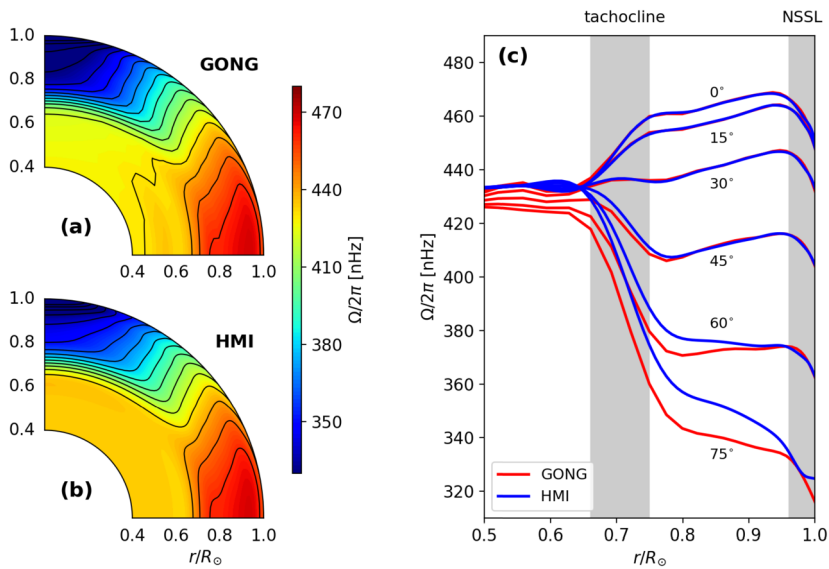 1.0
GONG
0.8
0.6
0.4
(a)
0.4 0.6 0.8 1.0
1.0
HMI
0.8
0.6
0.4
(b)
0.4 0.6 0.8 1.0
r/R☉
470
440
410
380
350
Ω/2π [nHz]
tachocline NSSL
(c)
480
460
440
420
400
380
360
340
320
Ω/2π [nHz]
0°
15°
30°
45°
60°
75°
GONG
HMI
0.5 0.6 0.7 0.8 0.9 1.0
r/R☉